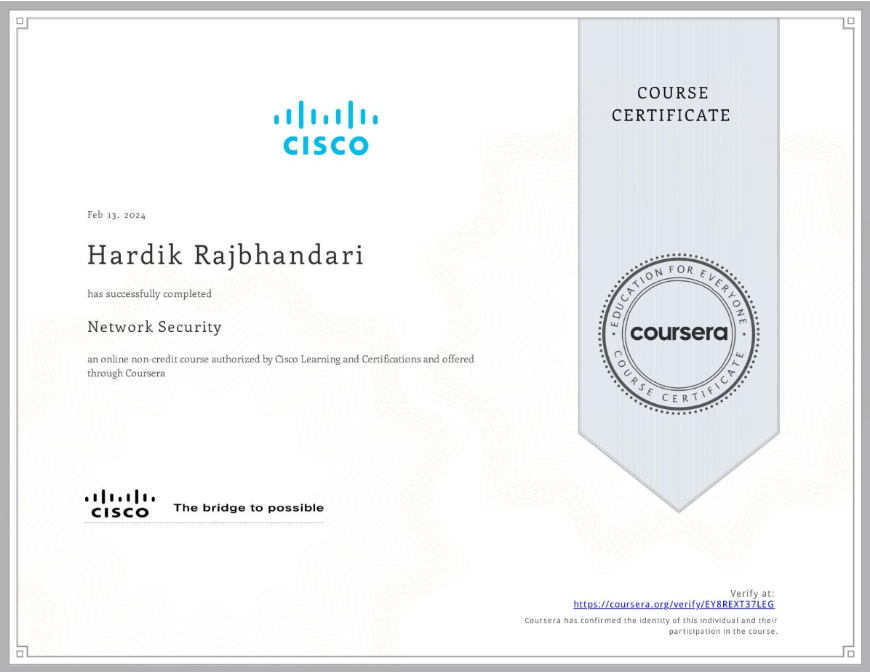 COURSE
CERTIFICATE
CISCO
Feb 13, 2024
Hardik Rajbhandari
has successfully completed
Network Security
an online non-credit course authorized by Cisco Learning and Certifications and offered
through Coursera
EDUCATION FOR EVERYONE
coursera
COURSE CERTIFICATE
CISCO
The bridge to possible
Verify at:
https://coursera.org/verify/EY8REXT37LEG
Coursera has confirmed the identity of this individual and their
participation in the course.